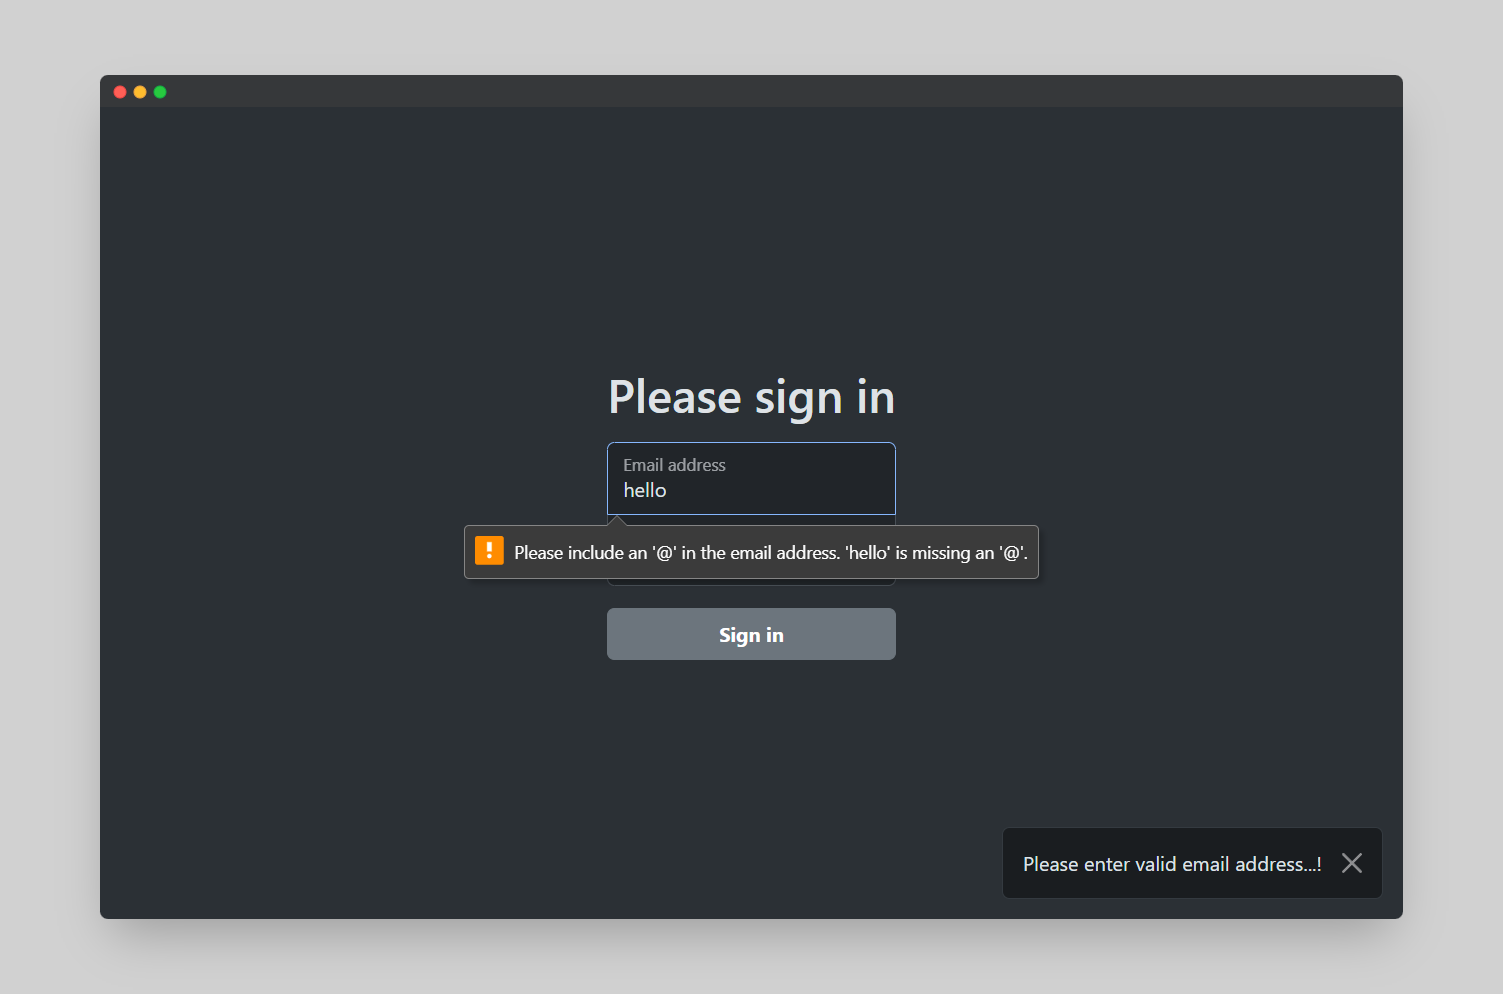 Please sign in
Email address
hello
Please include an '@' in the email address. 'hello' is missing an '@'.
Sign in
Please enter valid email address...!